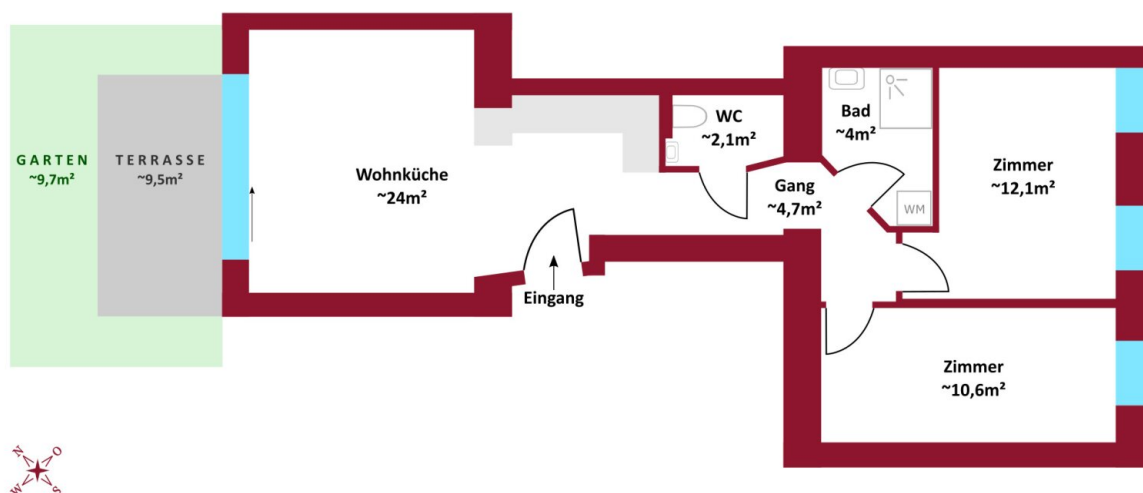 GARTEN
~9,7m²
TERRASSE
~9,5m²
Wohnküche
~24m²
Eingang
WC
~2,1m²
Gang
~4,7m²
Bad
~4m²
WM
Zimmer
~12,1m²
Zimmer
~10,6m²
N
O
W
S